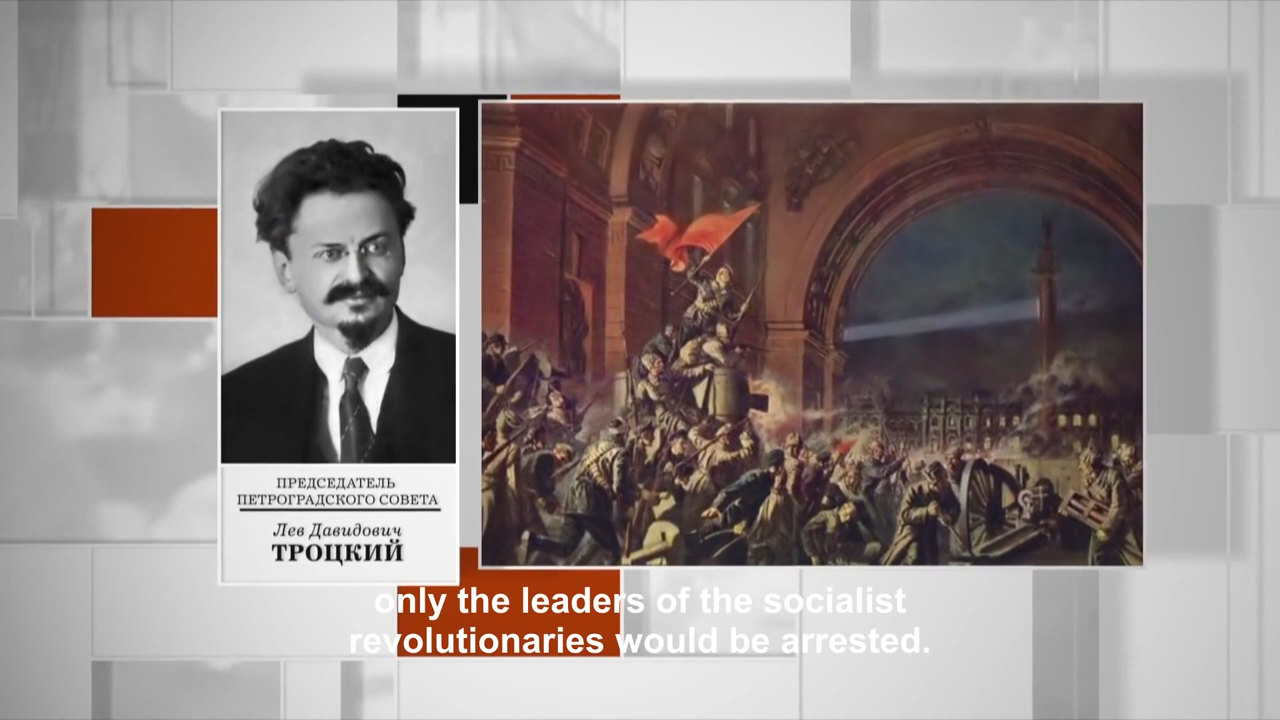 ПРЕДСЕДАТЕЛЬ
ПЕТРОГРАДСКОГО СОВЕТА
Лев Давидович
ТРОЦКИЙ
only the leaders of the socialist
revolutionaries would be arrested.